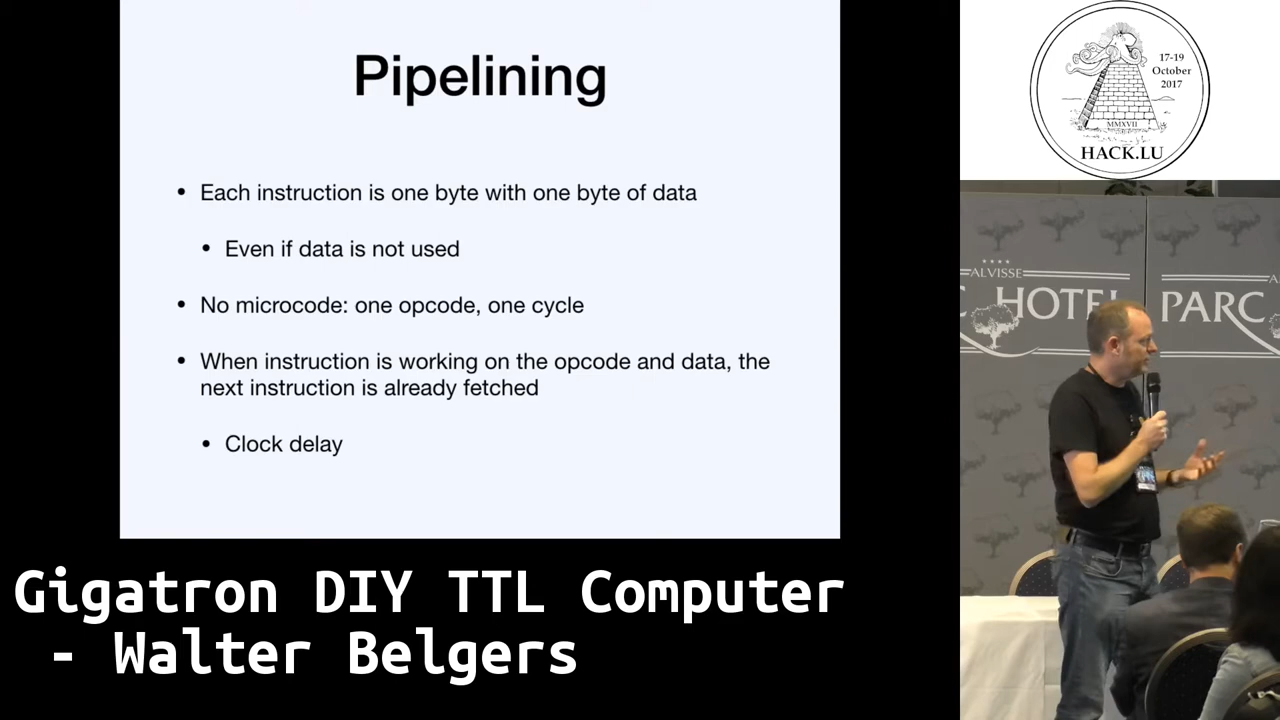 Pipelining
• Each instruction is one byte with one byte of data
• Even if data is not used
• No microcode: one opcode, one cycle
• When instruction is working on the opcode and data, the
next instruction is already fetched
• Clock delay
Gigatron DIY TTL Computer
- Walter Belgers
17-19
October
2017
MMXVII
HACK.LU
ALVISSE
HOTEL
PARC